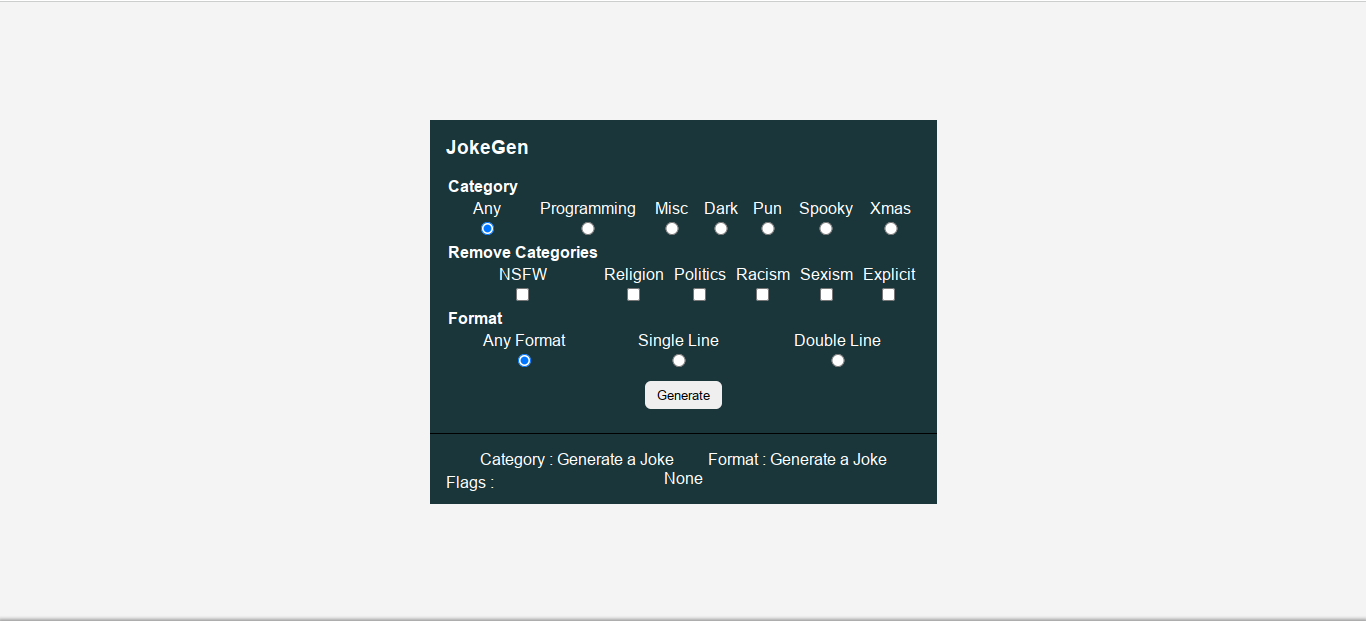 JokeGen
Category
Any Programming Misc Dark Pun Spooky Xmas
Remove Categories
NSFW Religion Politics Racism Sexism Explicit
Format
Any Format Single Line Double Line
Generate
Category : Generate a Joke Format : Generate a Joke
Flags : None